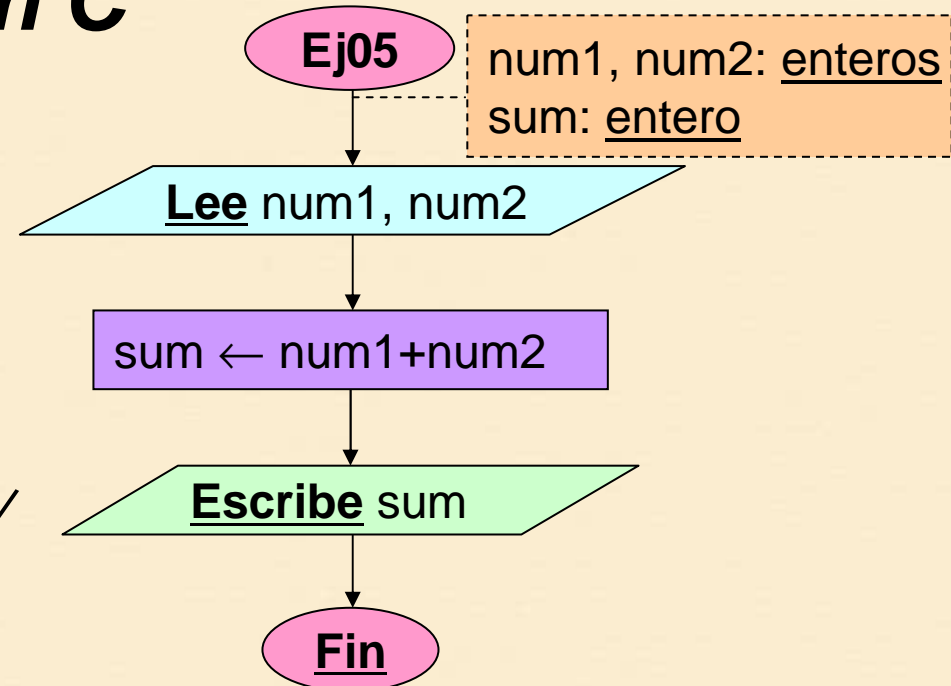 n C
Ej05
num1, num2: enteros
sum: entero
Lee num1, num2
sum ← num1+num2
Escribe sum
Fin